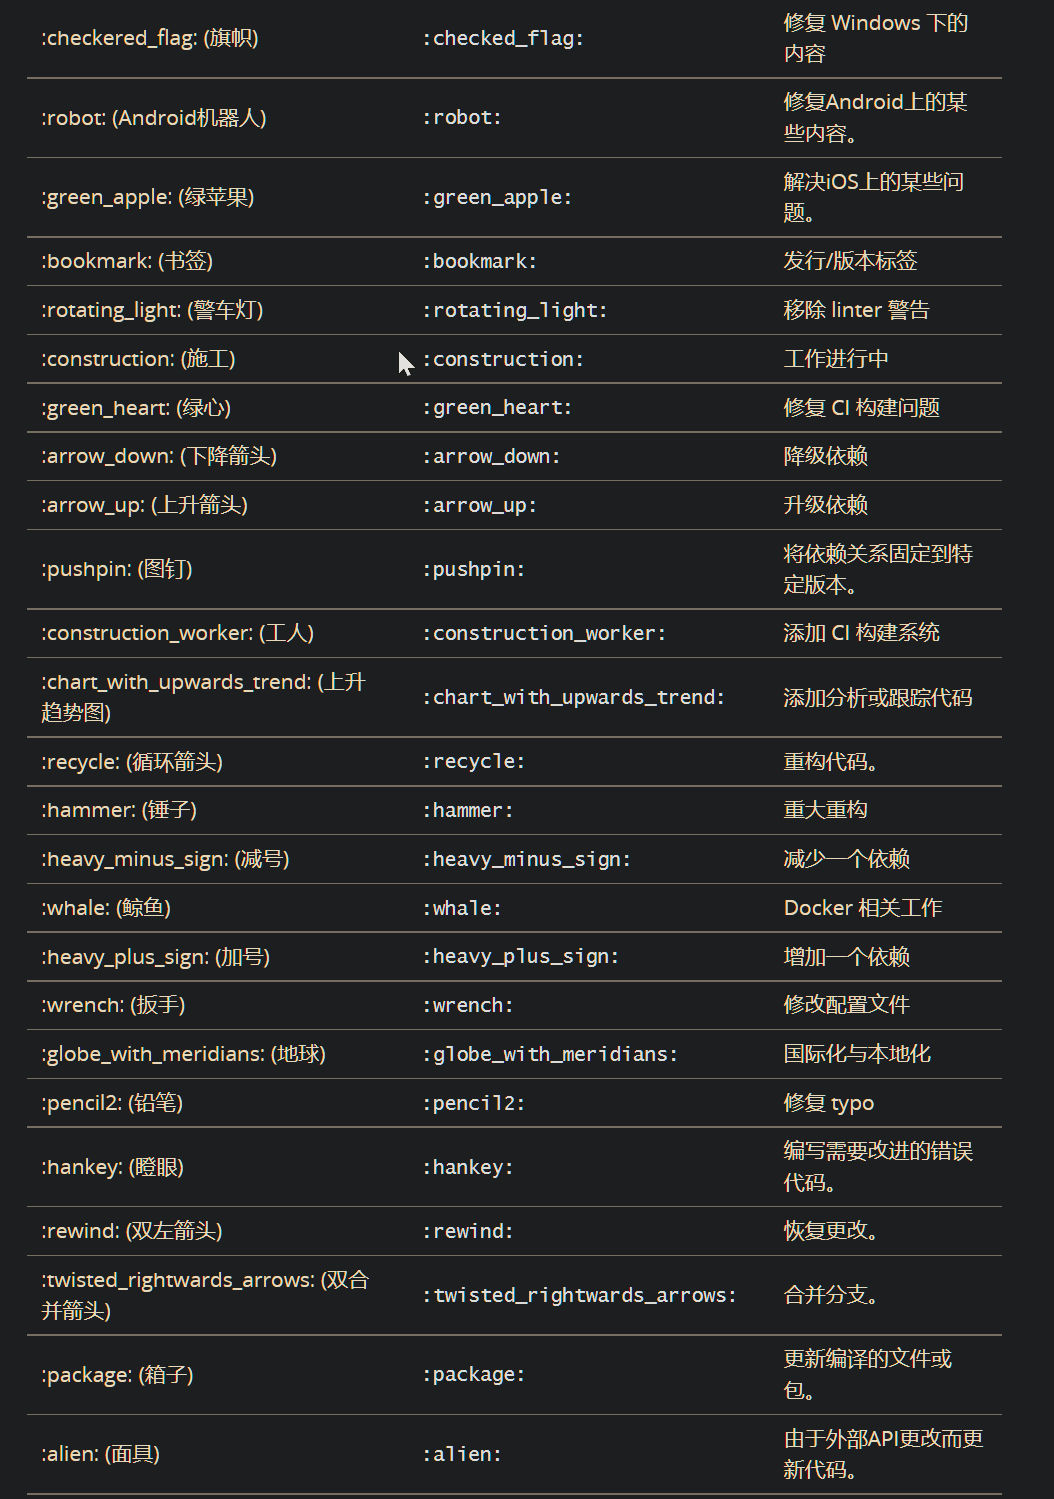 :checkered_flag: (旗帜) :checked_flag: 修复 Windows 下的
内容
:robot: (Android机器人) :robot: 修复Android上的某
些内容。
:green_apple: (绿苹果) :green_apple: 解决iOS上的某些问
题。
:bookmark: (书签) :bookmark: 发行/版本标签
:rotating_light: (警车灯) :rotating_light: 移除 linter 警告
:construction: (施工) :construction: 工作进行中
:green_heart: (绿心) :green_heart: 修复 CI 构建问题
:arrow_down: (下降箭头) :arrow_down: 降级依赖
:arrow_up: (上升箭头) :arrow_up: 升级依赖
:pushpin: (图钉) :pushpin: 将依赖关系固定到特
定版本。
:construction_worker: (工人) :construction_worker: 添加 CI 构建系统
:chart_with_upwards_trend: (上升
趋势图) :chart_with_upwards_trend: 添加分析或跟踪代码
:recycle: (循环箭头) :recycle: 重构代码。
:hammer: (锤子) :hammer: 重大重构
:heavy_minus_sign: (减号) :heavy_minus_sign: 减少一个依赖
:whale: (鲸鱼) :whale: Docker 相关工作
:heavy_plus_sign: (加号) :heavy_plus_sign: 增加一个依赖
:wrench: (扳手) :wrench: 修改配置文件
:globe_with_meridians: (地球) :globe_with_meridians: 国际化与本地化
:pencil2: (铅笔) :pencil2: 修复 typo
:hankey: (瞪眼) :hankey: 编写需要改进的错误
代码。
:rewind: (双左箭头) :rewind: 恢复更改。
:twisted_rightwards_arrows: (双合
并箭头) :twisted_rightwards_arrows: 合并分支。
:package: (箱子) :package: 更新编译的文件或
包。
:alien: (面具) :alien: 由于外部API更改而更
新代码。